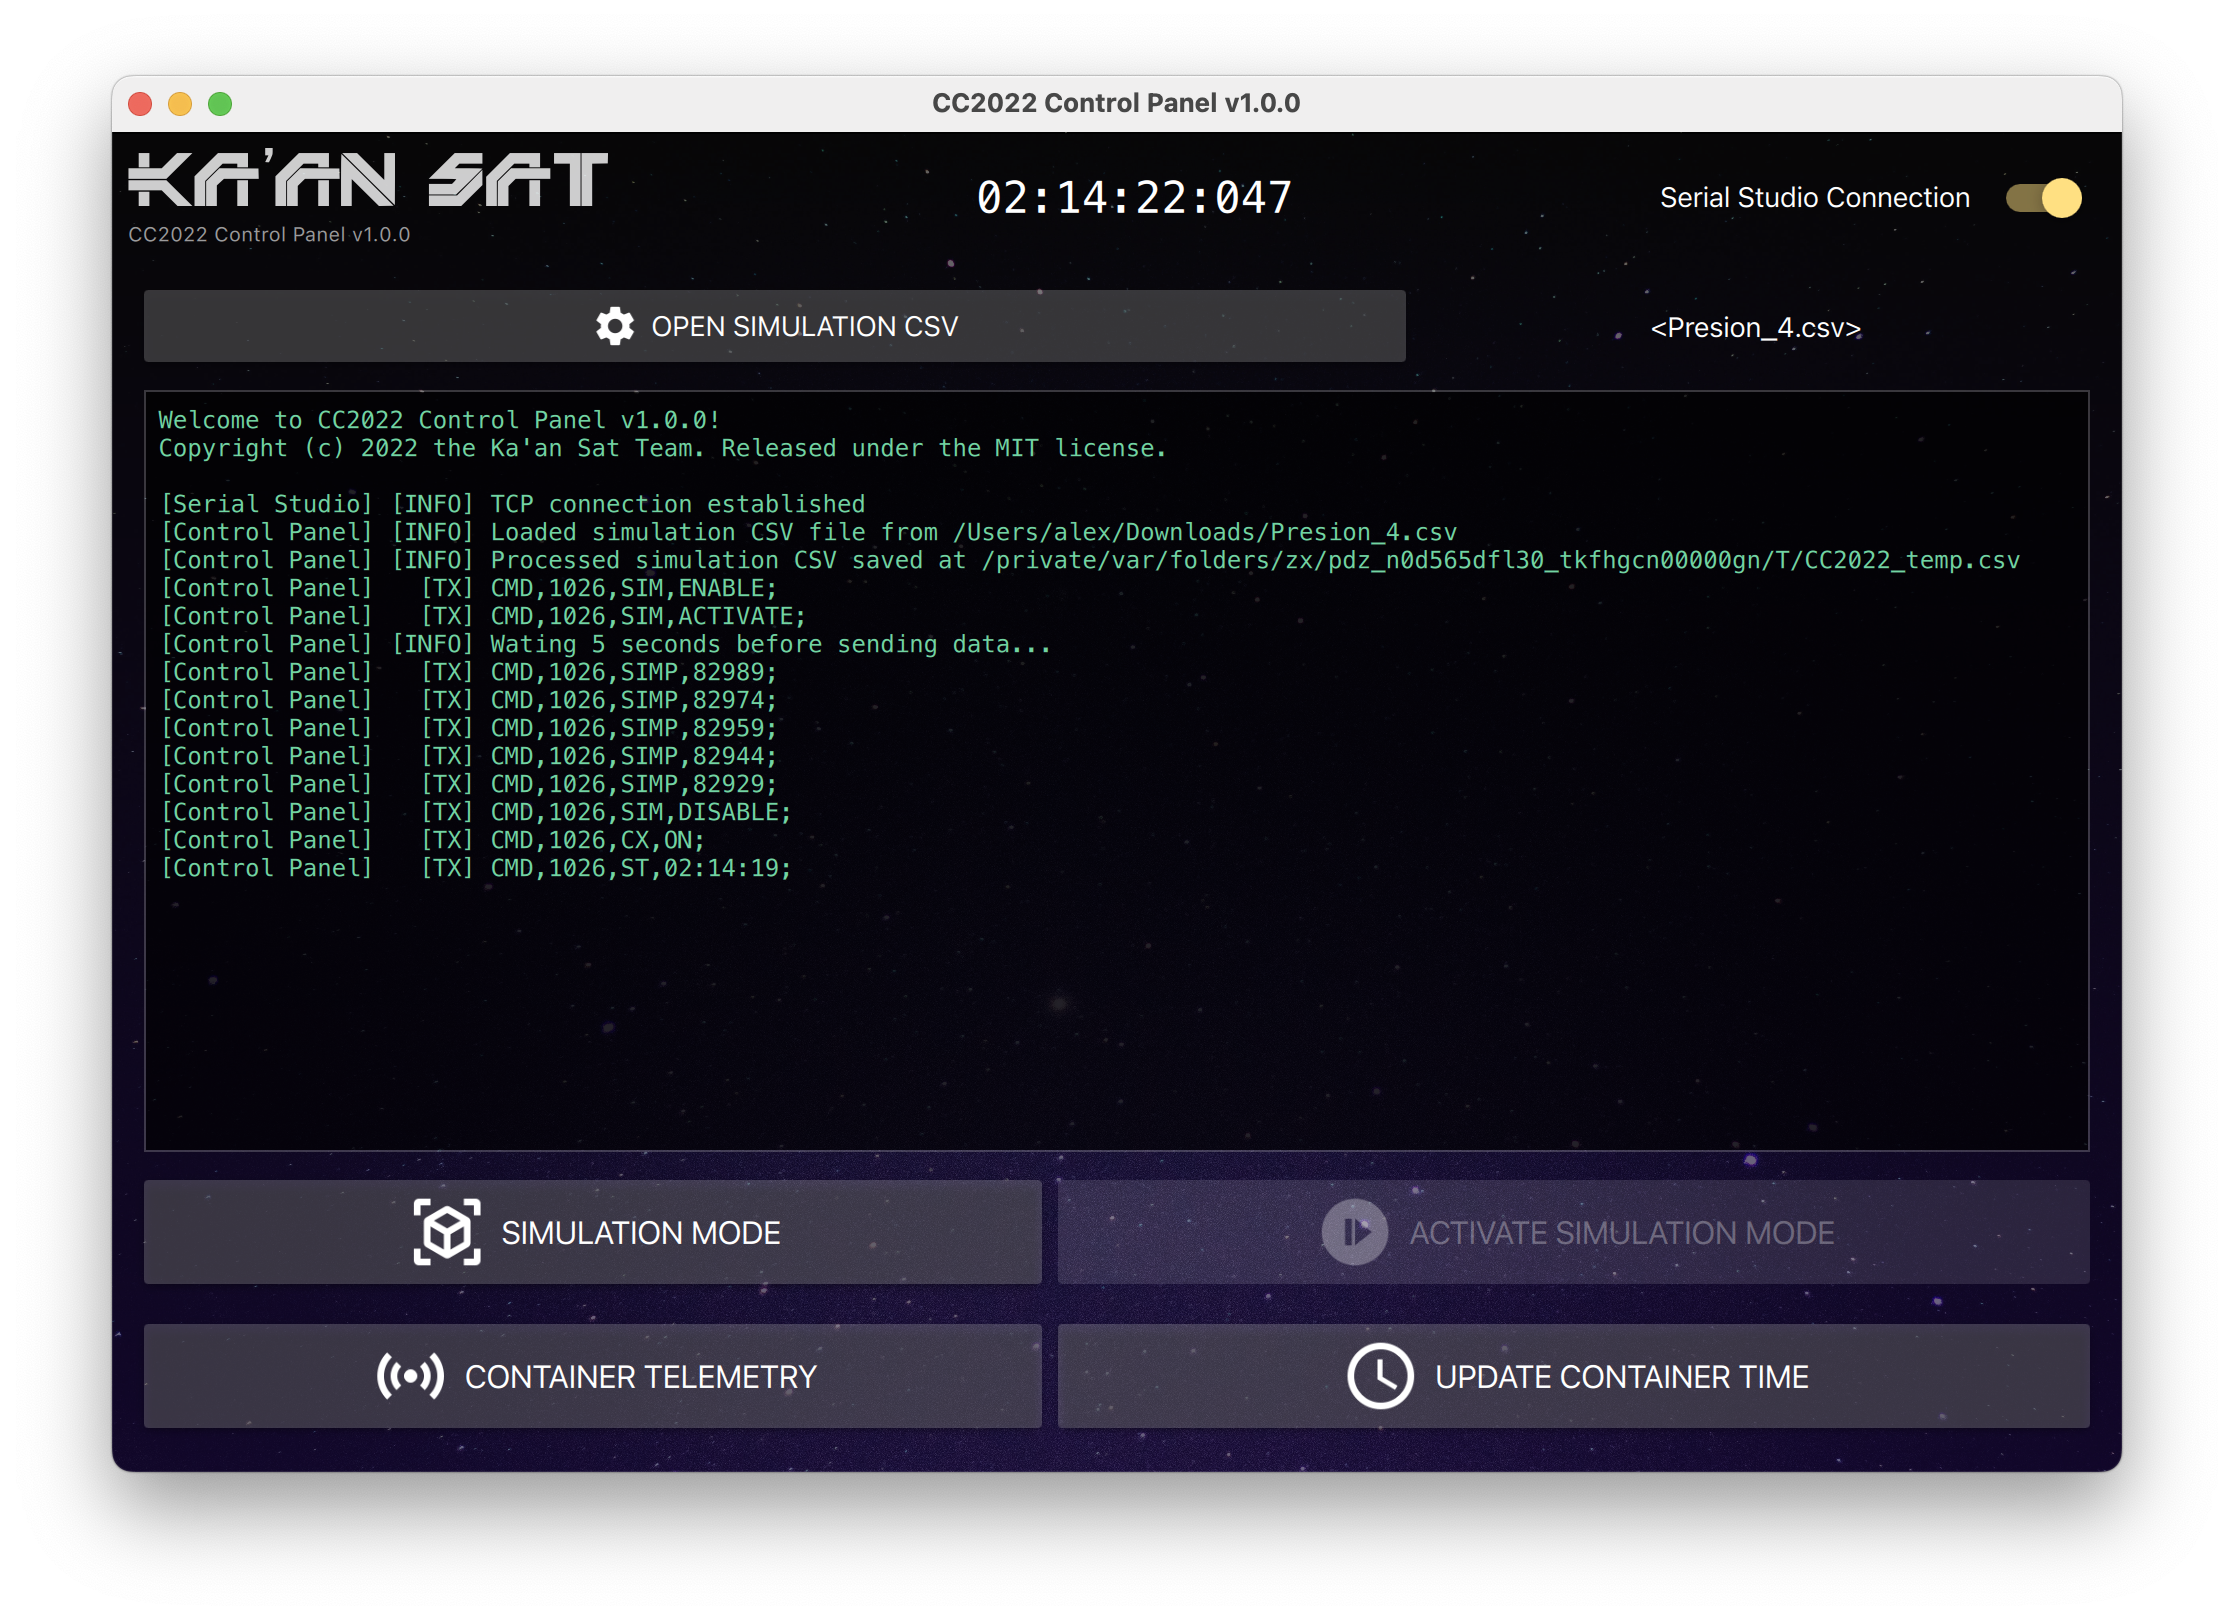 CC2022 Control Panel v1.0.0
KA'AN SAT
CC2022 Control Panel v1.0.0
02:14:22:047
Serial Studio Connection
OPEN SIMULATION CSV
<Presion_4.csv>
Welcome to CC2022 Control Panel v1.0.0!
Copyright (c) 2022 the Ka'an Sat Team. Released under the MIT license.
[Serial Studio] [INFO] TCP connection established
[Control Panel] [INFO] Loaded simulation CSV file from /Users/alex/Downloads/Presion_4.csv
[Control Panel] [INFO] Processed simulation CSV saved at /private/var/folders/zx/pdz_n0d565dfl30_tkfhgcn00000gn/T/CC2022_temp.csv
[Control Panel]   [TX] CMD,1026,SIM,ENABLE;
[Control Panel]   [TX] CMD,1026,SIM,ACTIVATE;
[Control Panel] [INFO] Wating 5 seconds before sending data...
[Control Panel]   [TX] CMD,1026,SIMP,82989;
[Control Panel]   [TX] CMD,1026,SIMP,82974;
[Control Panel]   [TX] CMD,1026,SIMP,82959;
[Control Panel]   [TX] CMD,1026,SIMP,82944;
[Control Panel]   [TX] CMD,1026,SIMP,82929;
[Control Panel]   [TX] CMD,1026,SIM,DISABLE;
[Control Panel]   [TX] CMD,1026,CX,ON;
[Control Panel]   [TX] CMD,1026,ST,02:14:19;
SIMULATION MODE
ACTIVATE SIMULATION MODE
CONTAINER TELEMETRY
UPDATE CONTAINER TIME